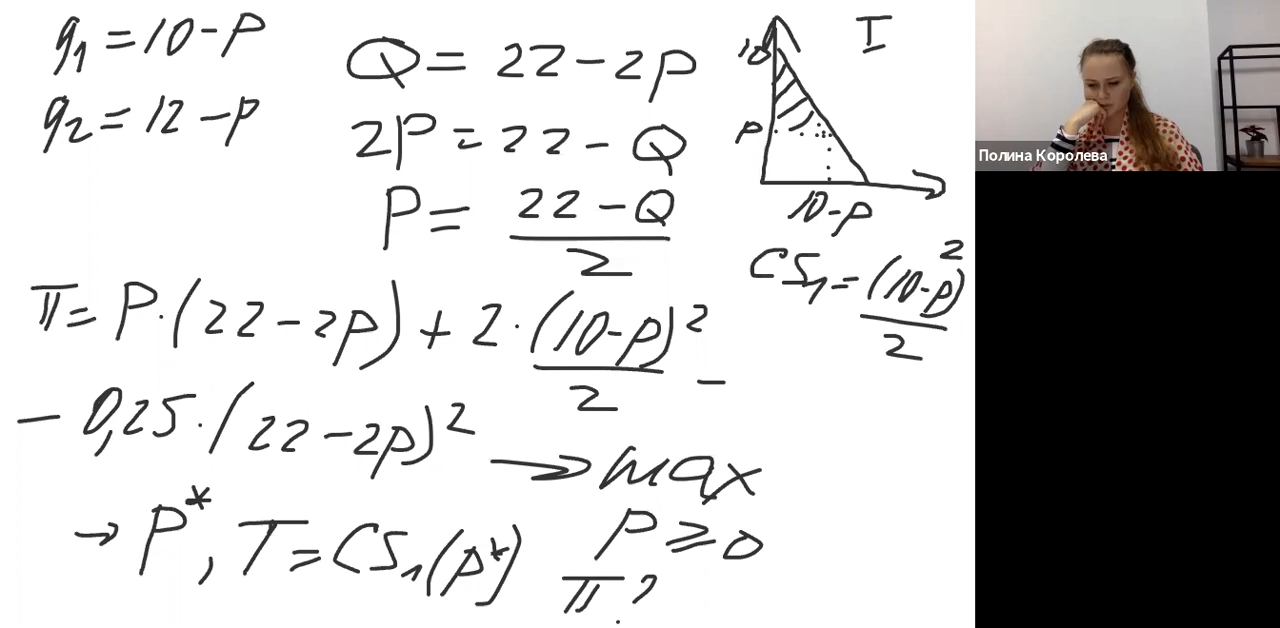 q₁ = 10 - P
q₂ = 12 - P
Q = 22 - 2P
2P = 22 - Q
P = (22 - Q)/2
I
10
P
10-P
CS₁ = (10-P)²/2
π = P·(22 - 2P) + 2·(10-P)²/2 -
- 0,25·(22 - 2P)² → max
P ≥ 0
→ P*, T = CS₁(P*)
π?
Полина Королева